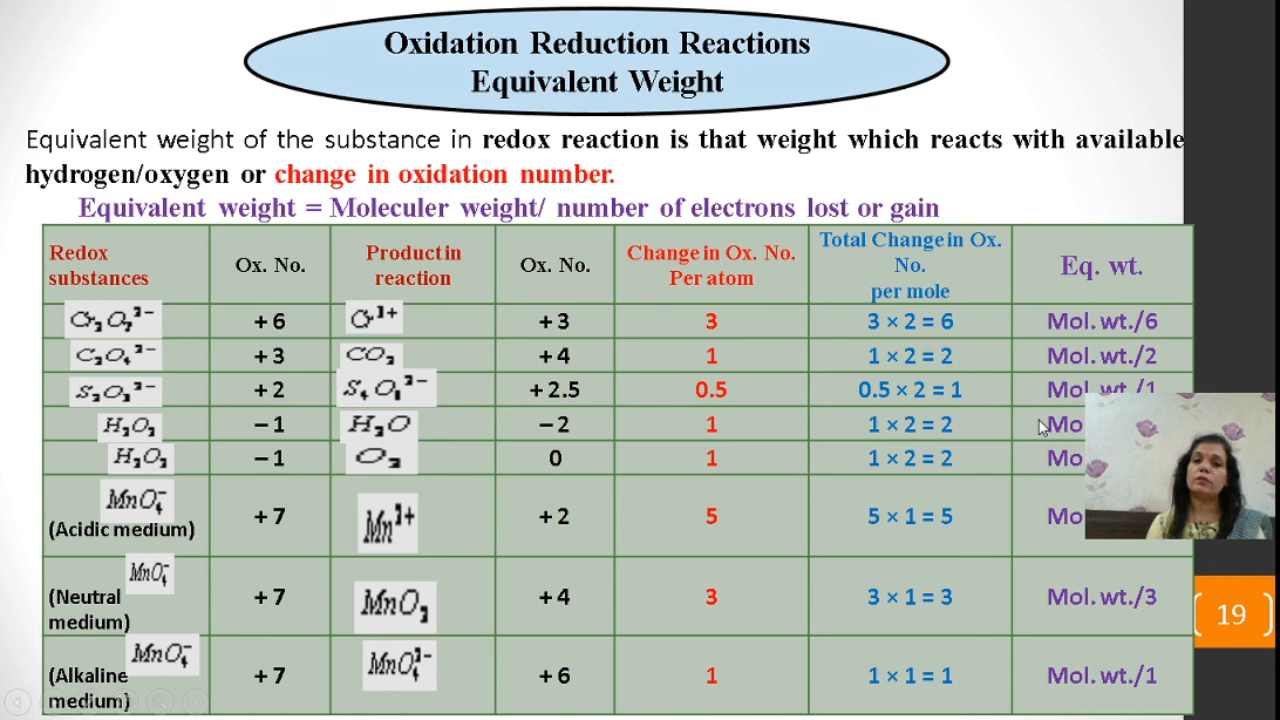 Oxidation Reduction Reactions
Equivalent Weight
Equivalent weight of the substance in redox reaction is that weight which reacts with available
hydrogen/oxygen or change in oxidation number.
Equivalent weight = Moleculer weight/ number of electrons lost or gain
Redox substances | Ox. No. | Product in reaction | Ox. No. | Change in Ox. No. Per atom | Total Change in Ox. No. per mole | Eq. wt.
Cr₂O₇²⁻ | + 6 | Cr³⁺ | + 3 | 3 | 3 × 2 = 6 | Mol. wt./6
C₂O₄²⁻ | + 3 | CO₂ | + 4 | 1 | 1 × 2 = 2 | Mol. wt./2
S₂O₃²⁻ | + 2 | S₄O²⁻ | + 2.5 | 0.5 | 0.5 × 2 = 1 | Mol. wt./1
H₂O₂ | – 1 | H₂O | – 2 | 1 | 1 × 2 = 2 | Mo
H₂O₂ | – 1 | O₂ | 0 | 1 | 1 × 2 = 2 | Mo
MnO₄⁻ (Acidic medium) | + 7 | Mn²⁺ | + 2 | 5 | 5 × 1 = 5 | Mo
MnO₄⁻ (Neutral medium) | + 7 | MnO₂ | + 4 | 3 | 3 × 1 = 3 | Mol. wt./3
MnO₄⁻ (Alkaline medium) | + 7 | MnO₄²⁻ | + 6 | 1 | 1 × 1 = 1 | Mol. wt./1
19